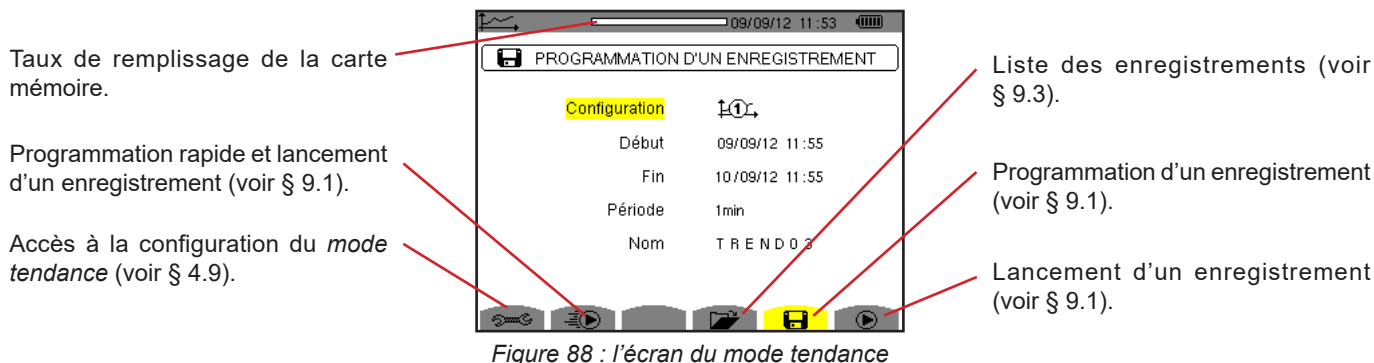 Taux de remplissage de la carte
mémoire.
Programmation rapide et lancement
d'un enregistrement (voir § 9.1).
Accès à la configuration du mode
tendance (voir § 4.9).
09/09/12 11:53
PROGRAMMATION D'UN ENREGISTREMENT
Configuration 1
Début 09/09/12 11:55
Fin 10/09/12 11:55
Période 1min
Nom TREND03
Liste des enregistrements (voir
§ 9.3).
Programmation d'un enregistrement
(voir § 9.1).
Lancement d'un enregistrement
(voir § 9.1).
Figure 88 : l'écran du mode tendance